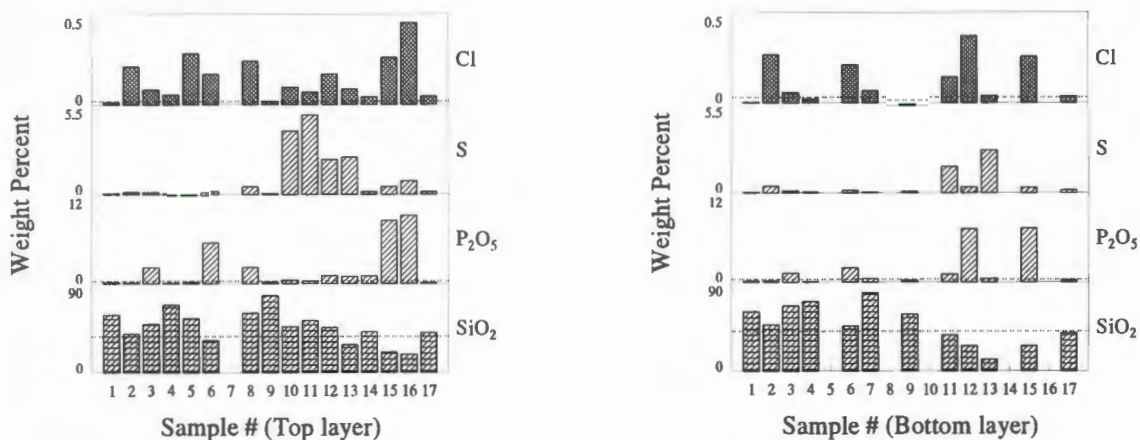 0.5
Cl
0
5.5
S
0
12
P₂O₅
0
90
SiO₂
0
Weight Percent
1 2 3 4 5 6 7 8 9 10 11 12 13 14 15 16 17
Sample # (Top layer)
0.5
Cl
0
5.5
S
0
12
P₂O₅
0
90
SiO₂
0
Weight Percent
1 2 3 4 5 6 7 8 9 10 11 12 13 14 15 16 17
Sample # (Bottom layer)